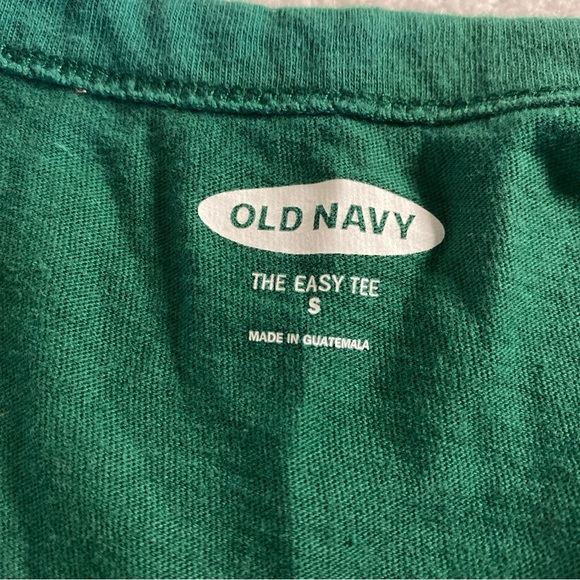 OLD NAVY
THE EASY TEE
S
MADE IN GUATEMALA